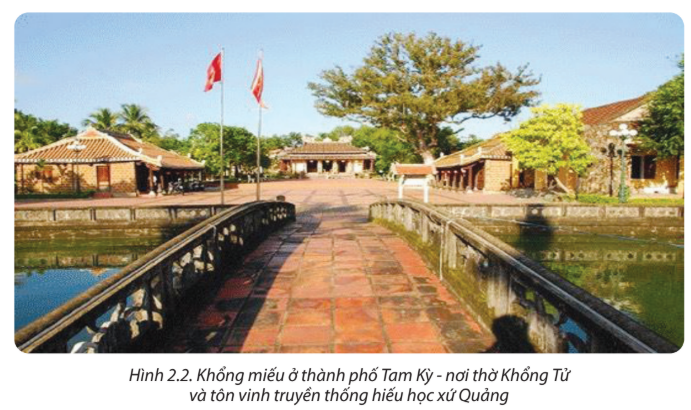 Hình 2.2. Khổng miếu ở thành phố Tam Kỳ - nơi thờ Khổng Tử
và tôn vinh truyền thống hiếu học xứ Quảng